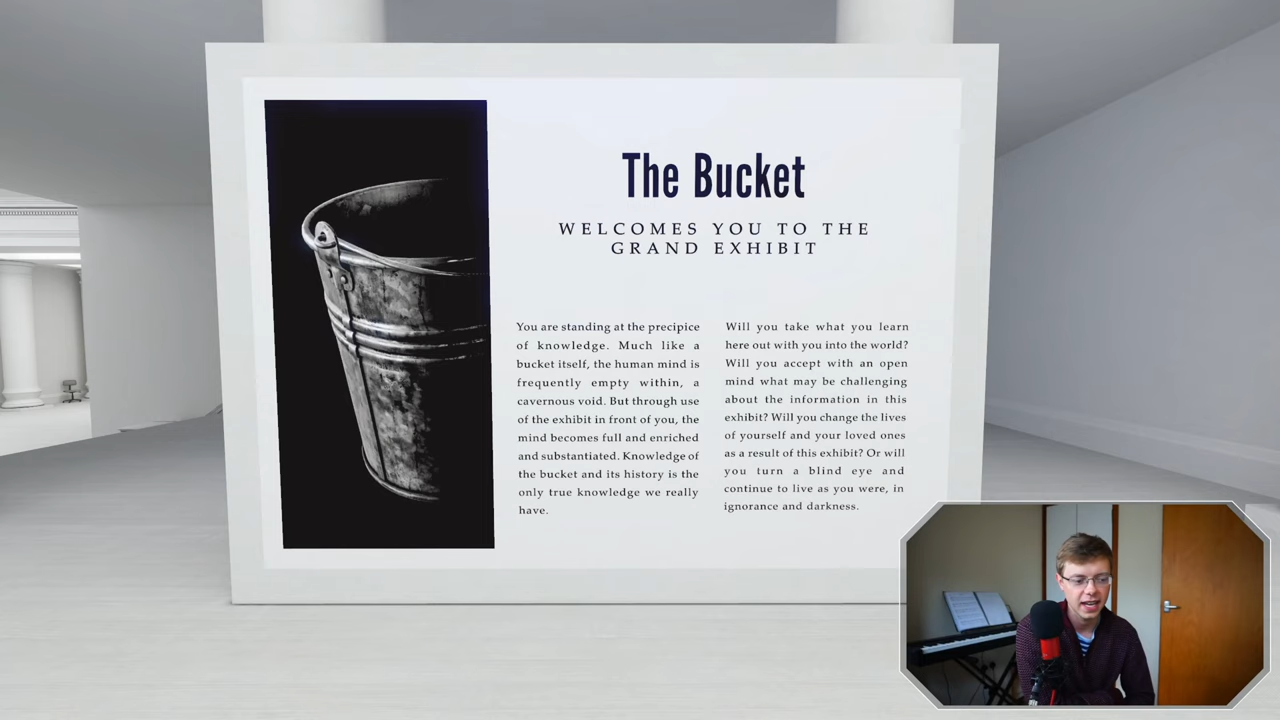 The Bucket
WELCOMES YOU TO THE
GRAND EXHIBIT
You are standing at the precipice
of knowledge. Much like a
bucket itself, the human mind is
frequently empty within, a
cavernous void. But through use
of the exhibit in front of you, the
mind becomes full and enriched
and substantiated. Knowledge of
the bucket and its history is the
only true knowledge we really
have.
Will you take what you learn
here out with you into the world?
Will you accept with an open
mind what may be challenging
about the information in this
exhibit? Will you change the lives
of yourself and your loved ones
as a result of this exhibit? Or will
you turn a blind eye and
continue to live as you were, in
ignorance and darkness.